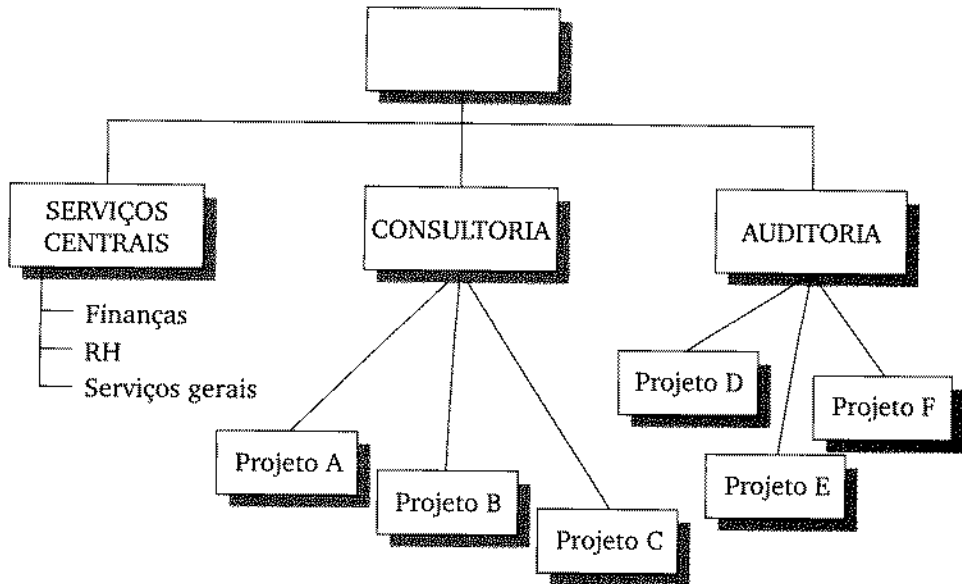 SERVIÇOS
CENTRAIS
CONSULTORIA
AUDITORIA
Finanças
RH
Serviços gerais
Projeto A
Projeto B
Projeto C
Projeto D
Projeto E
Projeto F